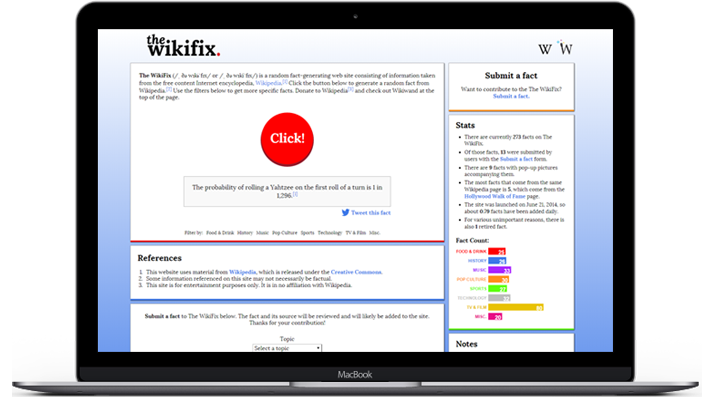 the
wikifix.
W W
The WikiFix (/ˌðə wɪkiˈfɪx/ or /ˌðə wɪkiˈfɪx/) is a random fact-generating web site consisting of information taken
from the free content Internet encyclopedia, Wikipedia.[1] Click the button below to generate a random fact from
Wikipedia.[2] Use the filters below to get more specific facts. Donate to Wikipedia[3] and check out Wikiwand at the
top of the page.
Click!
The probability of rolling a Yahtzee on the first roll of a turn is 1 in
1,296.[1]
Tweet this fact
Filter by: Food & Drink History Music Pop Culture Sports Technology TV & Film Misc.
References
1. This website uses material from Wikipedia, which is released under the Creative Commons.
2. Some information referenced on this site may not necessarily be factual.
3. This site is for entertainment purposes only. It is in no affiliation with Wikipedia.
Submit a fact to The WikiFix below. The fact and its source will be reviewed and will likely be added to the site.
Thanks for your contribution!
Topic
Select a topic
Submit a fact
Want to contribute to the The WikiFix?
Submit a fact.
Stats
• There are currently 273 facts on The
WikiFix.
• Of those facts, 13 were submitted by
users with the Submit a fact form.
• There are 9 facts with pop-up pictures
accompanying them.
• The most facts that come from the same
Wikipedia page is 5, which come from the
Hollywood Walk of Fame page.
• The site was launched on June 21, 2014, so
about 0.79 facts have been added daily.
• For various unimportant reasons, there is
also 1 retired fact.
Fact Count:
FOOD & DRINK
HISTORY
MUSIC 33
POP CULTURE
SPORTS
TECHNOLOGY
TV & FILM
MISC. 20
Notes
MacBook